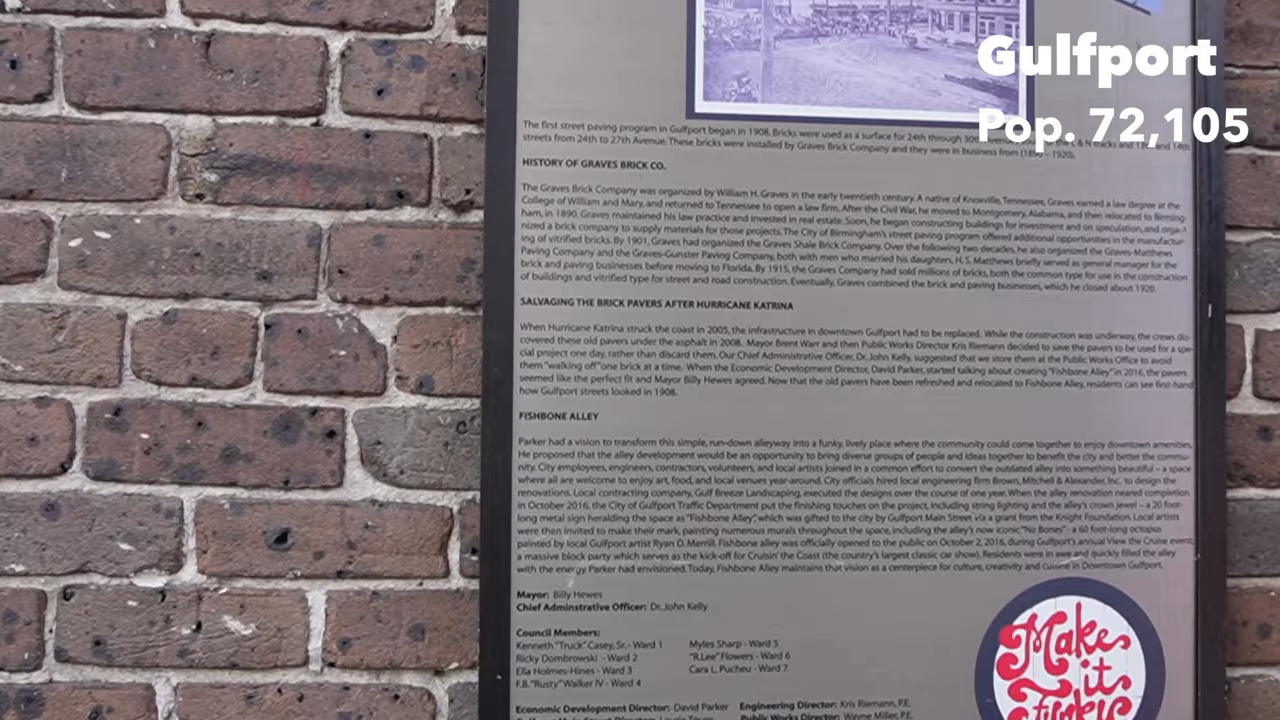 Gulfport
Pop. 72,105
The first street paving program in Gulfport began in 1908. Bricks were used as a surface for 24th through 30th & N tracks and 13th and 14th
streets from 24th to 27th Avenue. These bricks were installed by Graves Brick Company and they were in business from (1890 - 1920).
HISTORY OF GRAVES BRICK CO.
The Graves Brick Company was organized by William H. Graves in the early twentieth century. A native of Knoxville, Tennessee, Graves earned a law degree at the
College of William and Mary, and returned to Tennessee to open a law firm. After the Civil War, he moved to Montgomery, Alabama, and then relocated to Birming-
ham, in 1890. Graves maintained his law practice and invested in real estate. Soon, he began constructing buildings for investment and on speculation, and orga-
nized a brick company to supply materials for those projects. The City of Birmingham's street paving program offered additional opportunities in the manufactur-
ing of vitrified bricks. By 1901, Graves had organized the Graves Shale Brick Company. Over the following two decades, he also organized the Graves-Matthews
Paving Company and the Graves-Gunster Paving Company, both with men who married his daughters. H. S. Matthews briefly served as general manager for the
brick and paving businesses before moving to Florida. By 1915, the Graves Company had sold millions of bricks, both the common type for use in the construction
of buildings and vitrified type for street and road construction. Eventually, Graves combined the brick and paving businesses, which he closed about 1920.
SALVAGING THE BRICK PAVERS AFTER HURRICANE KATRINA
When Hurricane Katrina struck the coast in 2005, the infrastructure in downtown Gulfport had to be replaced. While the construction was underway, the crews dis-
covered these old pavers under the asphalt in 2008. Mayor Brent Warr and then Public Works Director Kris Riemann decided to save the pavers to be used for a spe-
cial project one day, rather than discard them. Our Chief Administrative Officer, Dr. John Kelly, suggested that we store them at the Public Works Office to avoid
them "walking off" one brick at a time. When the Economic Development Director, David Parker, started talking about creating "Fishbone Alley" in 2016, the pavers
seemed like the perfect fit and Mayor Billy Hewes agreed. Now that the old pavers have been refreshed and relocated to Fishbone Alley, residents can see first-hand
how Gulfport streets looked in 1908.
FISHBONE ALLEY
Parker had a vision to transform this simple, run-down alleyway into a funky, lively place where the community could come together to enjoy downtown amenities.
He proposed that the alley development would be an opportunity to bring diverse groups of people and ideas together to benefit the city and better the commu-
nity. City employees, engineers, contractors, volunteers, and local artists joined in a common effort to convert the outdated alley into something beautiful – a space
where all are welcome to enjoy art, food, and local venues year-around. City officials hired local engineering firm Brown, Mitchell & Alexander, Inc. to design the
renovations. Local contracting company, Gulf Breeze Landscaping, executed the designs over the course of one year. When the alley renovation neared completion
in October 2016, the City of Gulfport Traffic Department put the finishing touches on the project, including string lighting and the alley's crown jewel – a 20 foot-
long metal sign heralding the space as "Fishbone Alley", which was gifted to the city by Gulfport Main Street via a grant from the Knight Foundation. Local artists
were then invited to make their mark, painting numerous murals throughout the space, including the alley's now iconic "No Bones" - a 60 foot-long octopus
painted by local Gulfport artist Ryan O. Merrill. Fishbone alley was officially opened to the public on October 2, 2016, during Gulfport's annual View the Cruise event,
a massive block party which serves as the kick-off for Cruisin' the Coast (the country's largest classic car show). Residents were in awe and quickly filled the alley
with the energy Parker had envisioned. Today, Fishbone Alley maintains that vision as a centerpiece for culture, creativity and cuisine in Downtown Gulfport.
Mayor: Billy Hewes
Chief Adminstrative Officer: Dr. John Kelly
Council Members:
Kenneth "Truck" Casey, Sr. - Ward 1
Ricky Dombrowski - Ward 2
Ella Holmes-Hines - Ward 3
F.B. "Rusty" Walker IV - Ward 4
Myles Sharp - Ward 5
"R.Lee" Flowers - Ward 6
Cara L. Pucheu - Ward 7
Economic Development Director: David Parker
Engineering Director: Kris Riemann, P.E.
Public Works Director: Wayne Miller, P.E.
Make
it